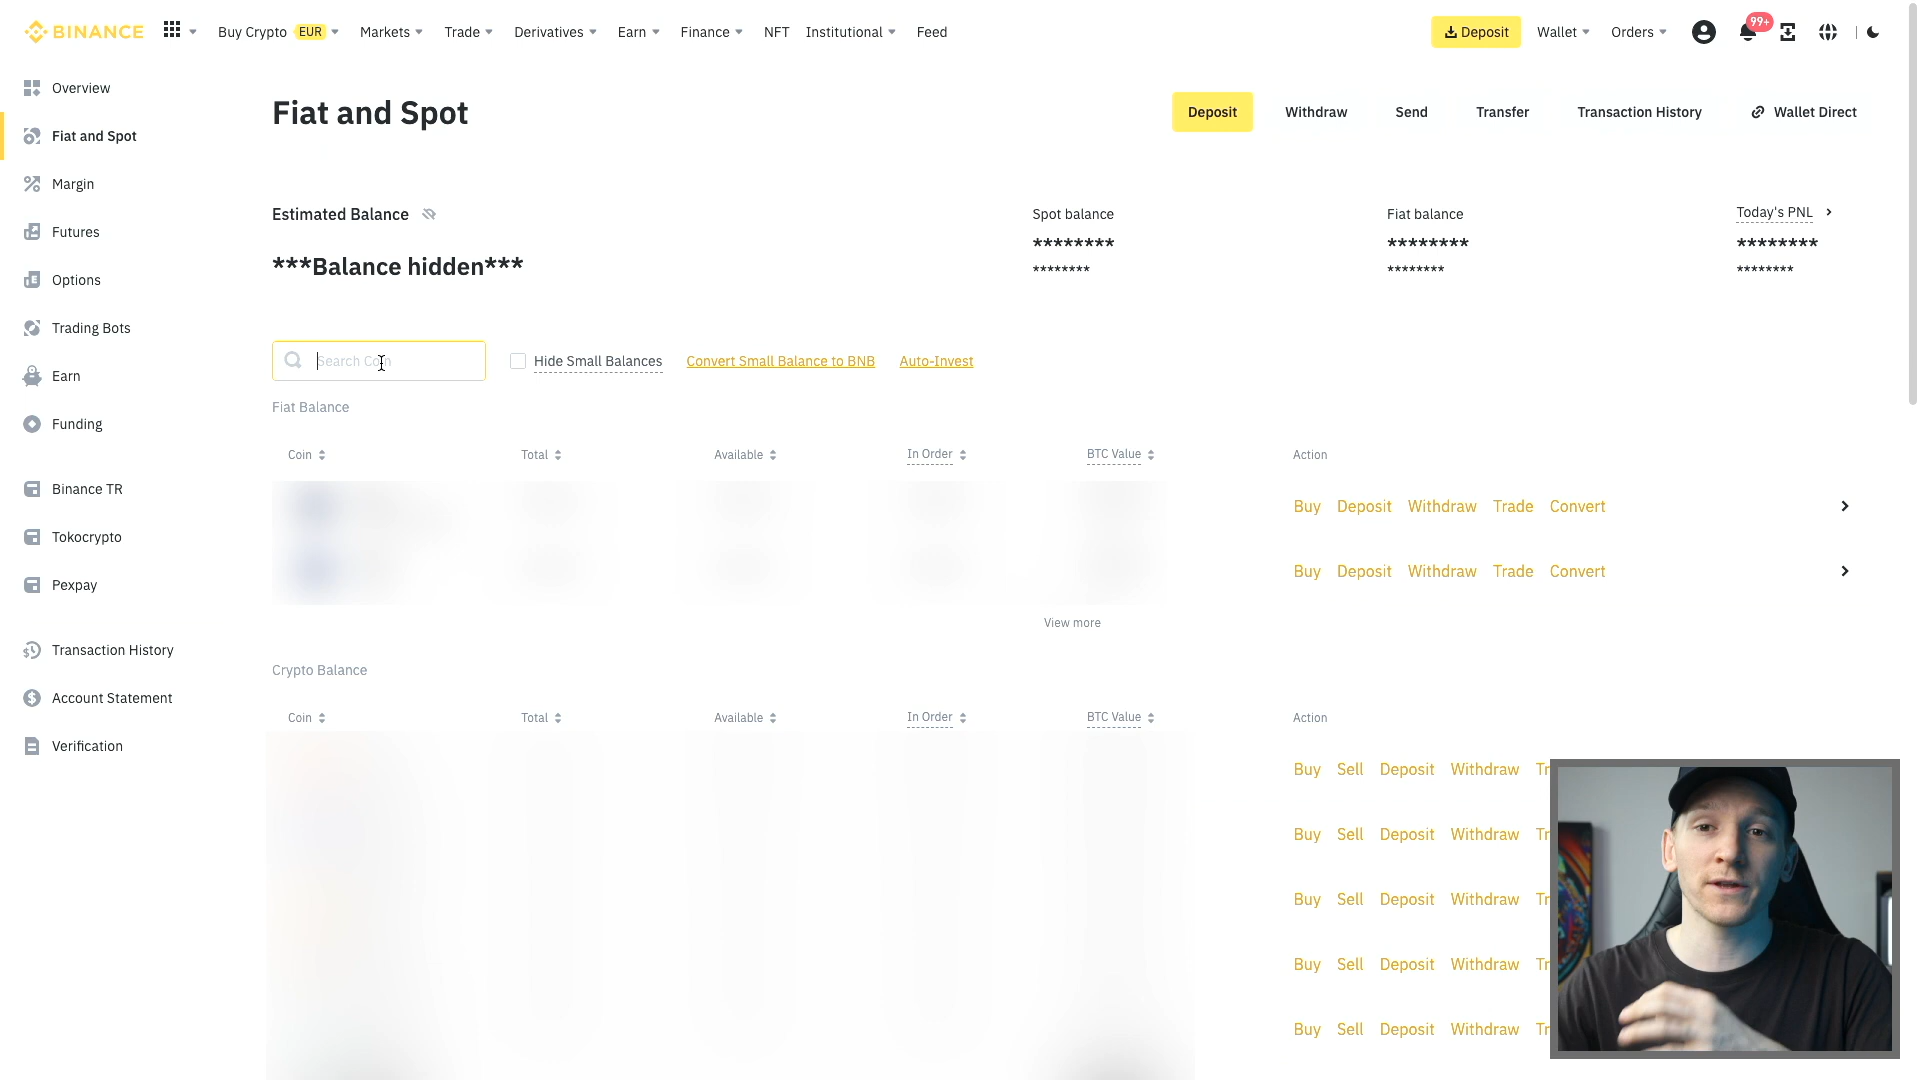 BINANCE
Buy Crypto EUR Markets Trade Derivatives Earn Finance NFT Institutional Feed
Deposit Wallet Orders 99+
Overview
Fiat and Spot
Margin
Futures
Options
Trading Bots
Earn
Funding
Binance TR
Tokocrypto
Pexpay
Transaction History
Account Statement
Verification
Fiat and Spot
Deposit Withdraw Send Transfer Transaction History Wallet Direct
Estimated Balance
***Balance hidden***
Spot balance
********
********
Fiat balance
********
********
Today's PNL
********
********
Search Coin Hide Small Balances Convert Small Balance to BNB Auto-Invest
Fiat Balance
Coin Total Available In Order BTC Value Action
Buy Deposit Withdraw Trade Convert
Buy Deposit Withdraw Trade Convert
View more
Crypto Balance
Coin Total Available In Order BTC Value Action
Buy Sell Deposit Withdraw Tr
Buy Sell Deposit Withdraw Tr
Buy Sell Deposit Withdraw Tr
Buy Sell Deposit Withdraw Tr
Buy Sell Deposit Withdraw Tr